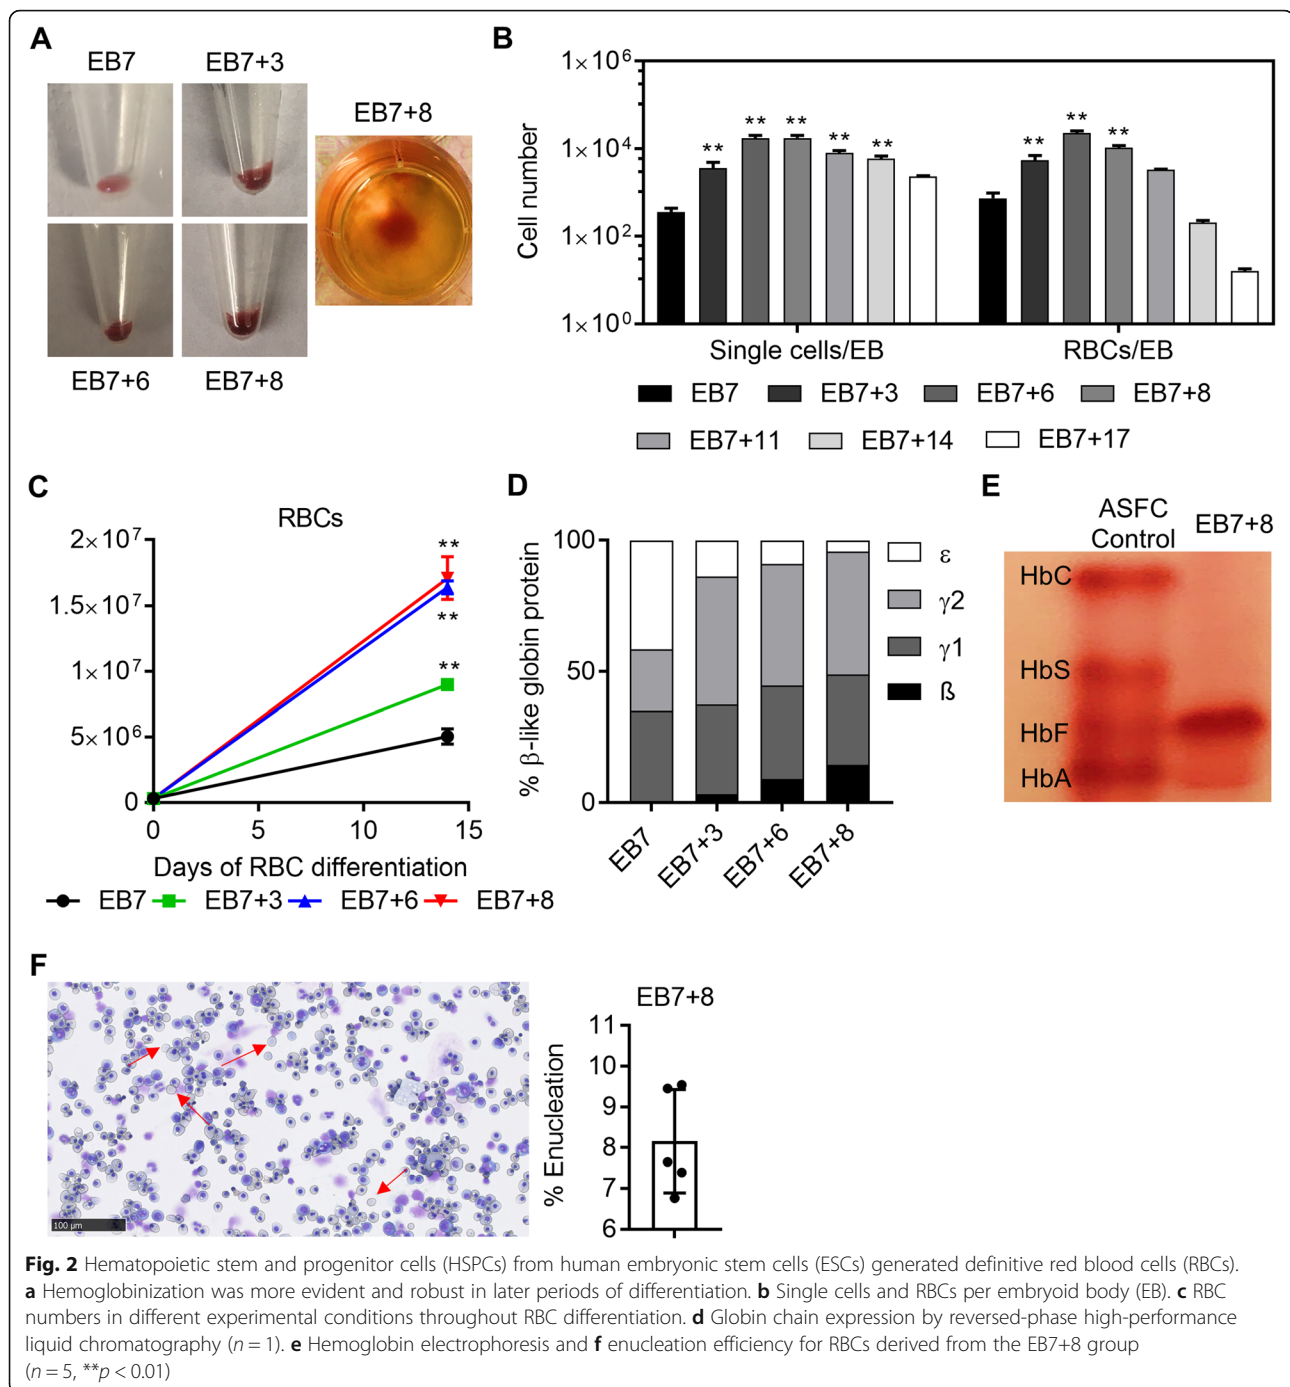 A
EB7
EB7+3
EB7+8
EB7+6
EB7+8
B
Cell number
1×10⁶
1×10⁴
1×10²
1×10⁰
** ** ** ** **
** ** **
Single cells/EB
RBCs/EB
EB7
EB7+3
EB7+6
EB7+8
EB7+11
EB7+14
EB7+17
C
RBCs
2×10⁷
1.5×10⁷
1×10⁷
5×10⁶
0
**
**
**
0 5 10 15
Days of RBC differentiation
EB7 EB7+3 EB7+6 EB7+8
D
% β-like globin protein
100
50
0
EB7
EB7+3
EB7+6
EB7+8
ε
γ2
γ1
ß
E
ASFC
Control
EB7+8
HbC
HbS
HbF
HbA
F
100 µm
EB7+8
% Enucleation
11
10
9
8
7
6
Fig. 2 Hematopoietic stem and progenitor cells (HSPCs) from human embryonic stem cells (ESCs) generated definitive red blood cells (RBCs).
a Hemoglobinization was more evident and robust in later periods of differentiation. b Single cells and RBCs per embryoid body (EB). c RBC
numbers in different experimental conditions throughout RBC differentiation. d Globin chain expression by reversed-phase high-performance
liquid chromatography (n = 1). e Hemoglobin electrophoresis and f enucleation efficiency for RBCs derived from the EB7+8 group
(n = 5, **p < 0.01)